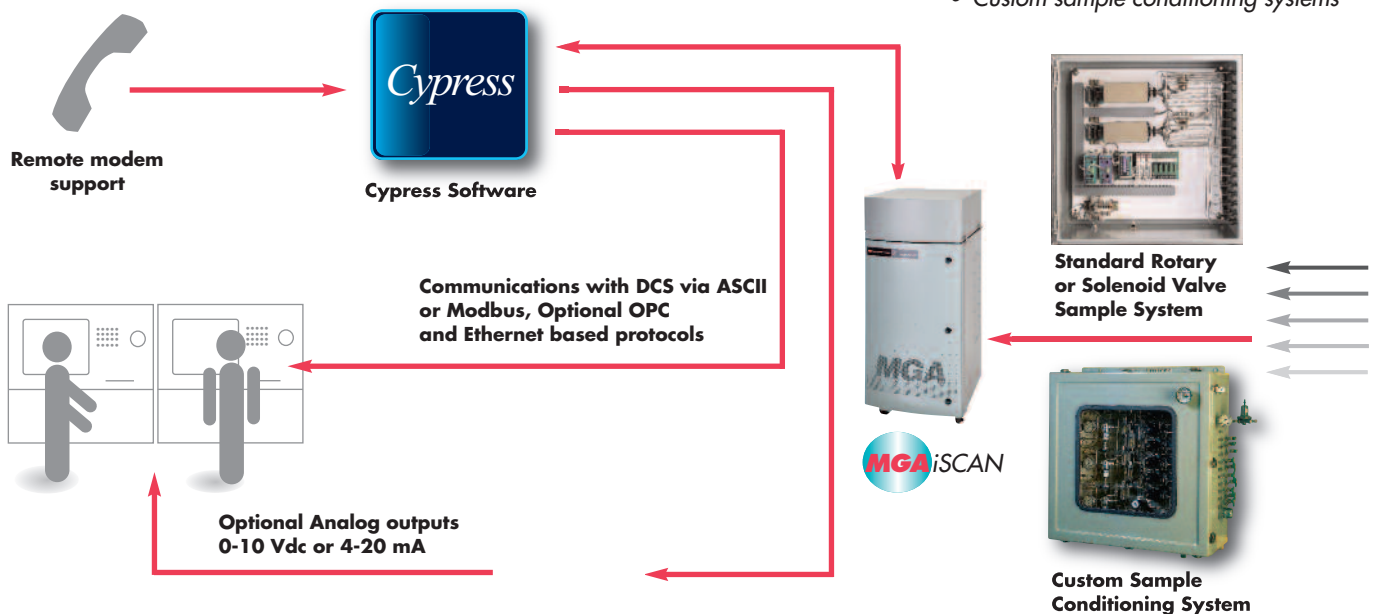 • Custom sample conditioning systems
Cypress
Remote modem
support
Cypress Software
Standard Rotary
or Solenoid Valve
Sample System
Communications with DCS via ASCII
or Modbus, Optional OPC
and Ethernet based protocols
MGA
MGAiSCAN
Optional Analog outputs
0-10 Vdc or 4-20 mA
Custom Sample
Conditioning System